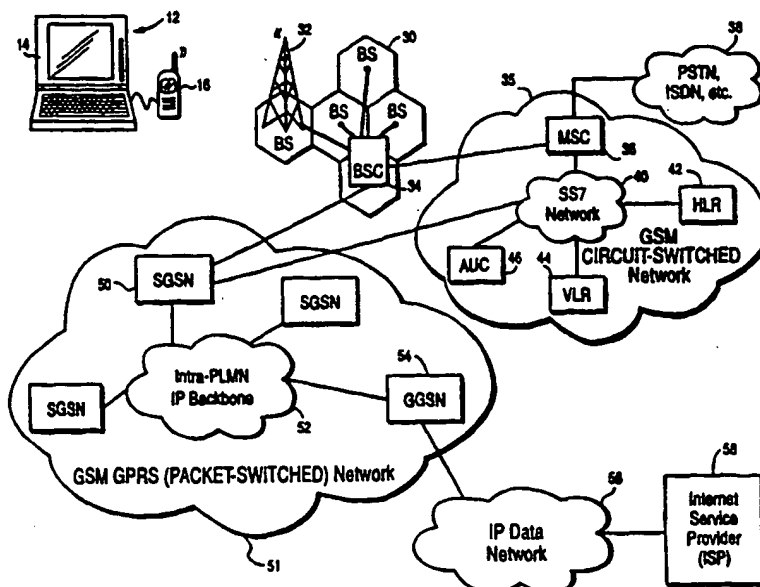 12
14
16
32
30
BS
BS
BS
BS
BSC
34
35
38
PSTN,
ISDN, etc.
MSC
36
40
42
SS7
Network
HLR
GSM
CIRCUIT-SWITCHED
Network
AUC
46
44
VLR
SGSN
50
SGSN
SGSN
Intra-PLMN
IP Backbone
52
54
GGSN
GSM GPRS (PACKET-SWITCHED) Network
51
56
IP Data
Network
58
Internet
Service
Provider
(ISP)